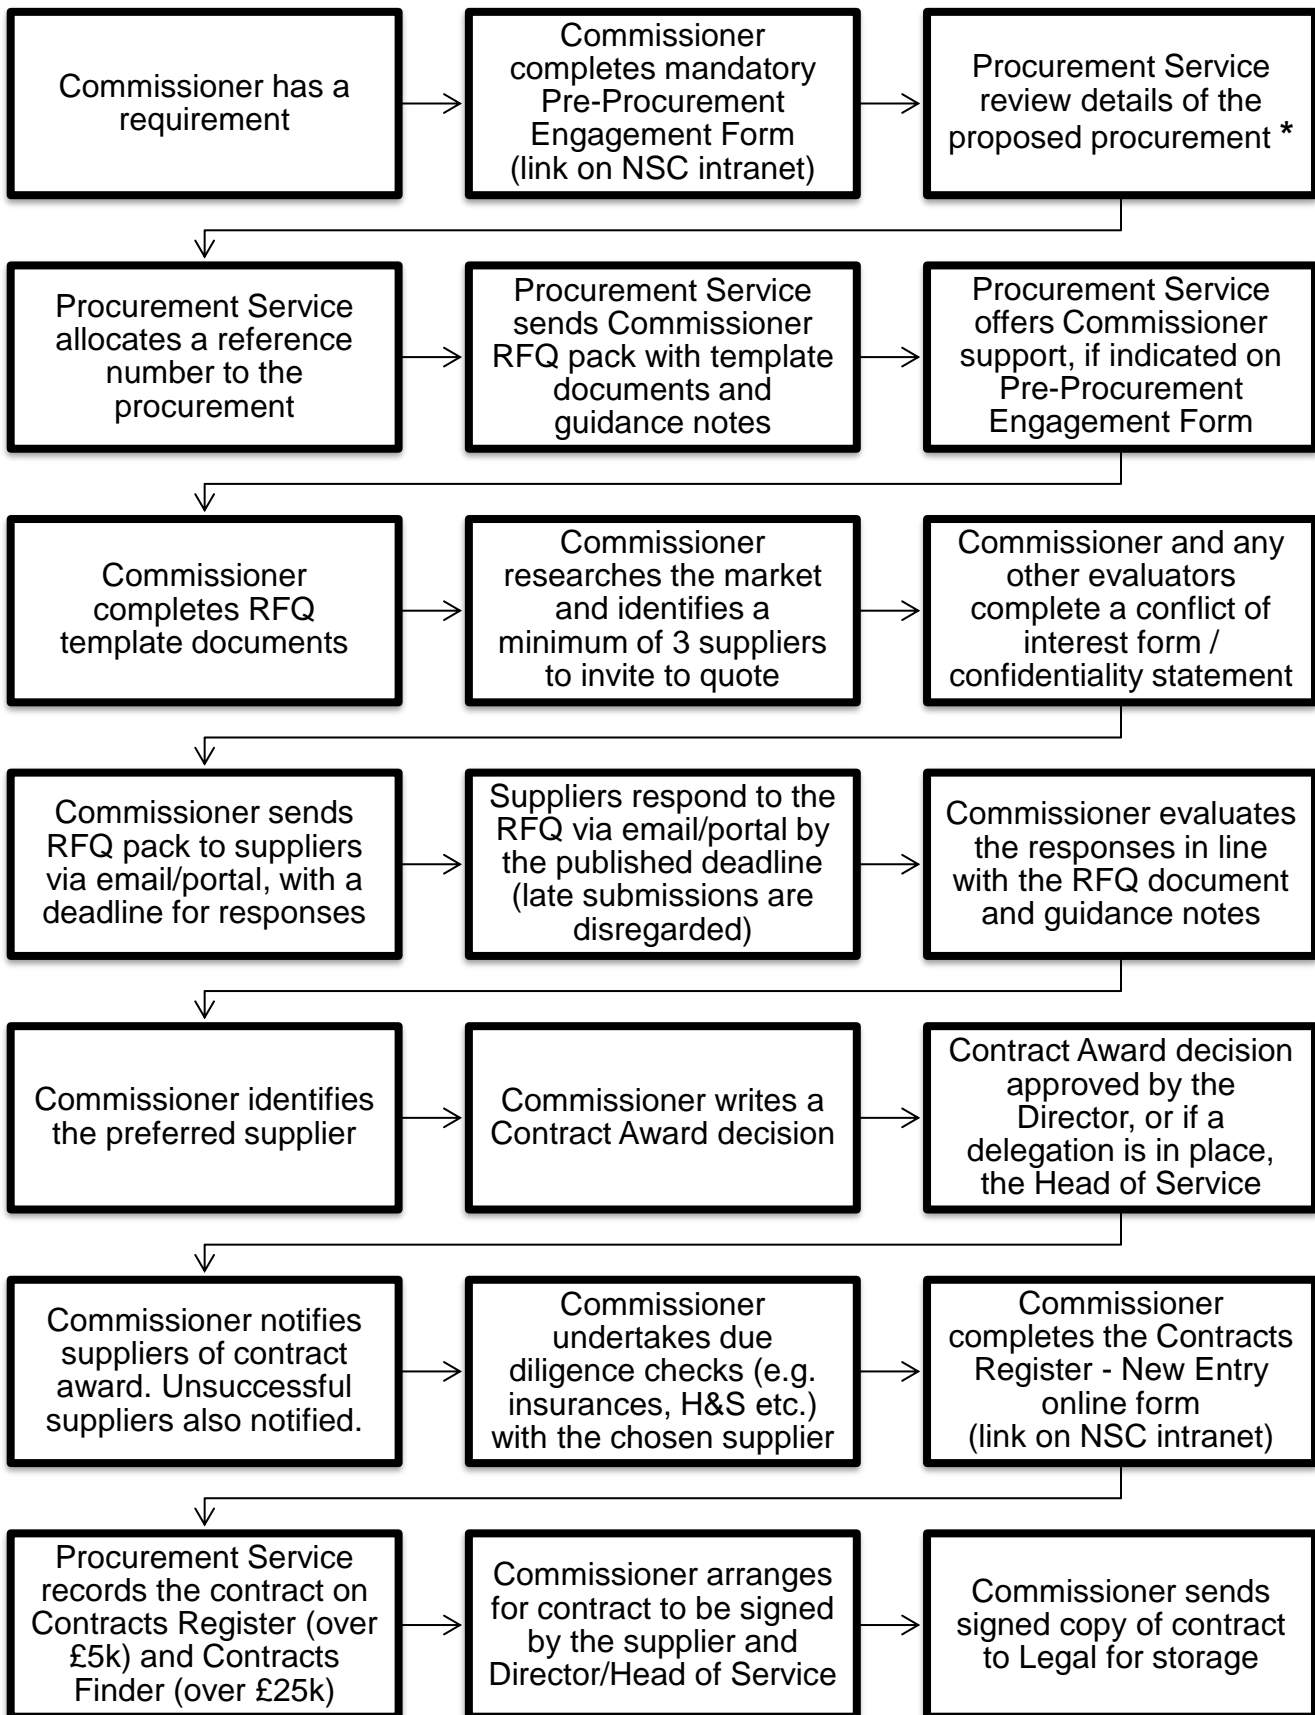 Commissioner has a
requirement
Commissioner
completes mandatory
Pre-Procurement
Engagement Form
(link on NSC intranet)
Procurement Service
review details of the
proposed procurement *
Procurement Service
allocates a reference
number to the
procurement
Procurement Service
sends Commissioner
RFQ pack with template
documents and
guidance notes
Procurement Service
offers Commissioner
support, if indicated on
Pre-Procurement
Engagement Form
Commissioner
completes RFQ
template documents
Commissioner
researches the market
and identifies a
minimum of 3 suppliers
to invite to quote
Commissioner and any
other evaluators
complete a conflict of
interest form /
confidentiality statement
Commissioner sends
RFQ pack to suppliers
via email/portal, with a
deadline for responses
Suppliers respond to the
RFQ via email/portal by
the published deadline
(late submissions are
disregarded)
Commissioner evaluates
the responses in line
with the RFQ document
and guidance notes
Commissioner identifies
the preferred supplier
Commissioner writes a
Contract Award decision
Contract Award decision
approved by the
Director, or if a
delegation is in place,
the Head of Service
Commissioner notifies
suppliers of contract
award. Unsuccessful
suppliers also notified.
Commissioner
undertakes due
diligence checks (e.g.
insurances, H&S etc.)
with the chosen supplier
Commissioner
completes the Contracts
Register - New Entry
online form
(link on NSC intranet)
Procurement Service
records the contract on
Contracts Register (over
£5k) and Contracts
Finder (over £25k)
Commissioner arranges
for contract to be signed
by the supplier and
Director/Head of Service
Commissioner sends
signed copy of contract
to Legal for storage